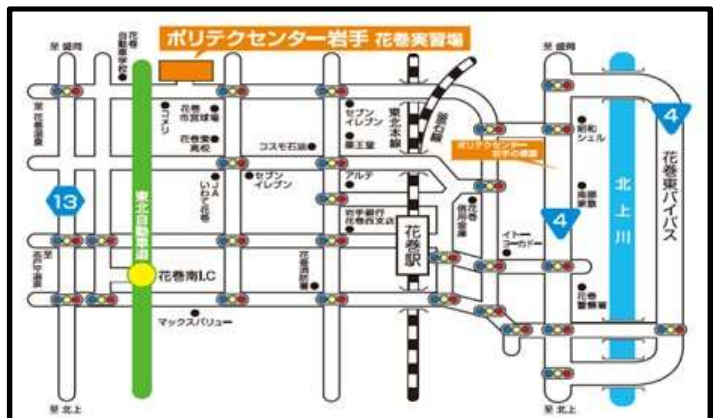 至 盛岡
花巻自動車学校
ポリテクセンター岩手 花巻実習場
至 盛岡
至 花巻温泉
コメリ
花巻市営球場
花巻東高校
コスモ石油
セブンイレブン
薬王堂
東北本線
釜石線
昭和シェル
ポリテクセンター岩手の標識
4
花巻東バイパス
13
東北自動車道
JAいわて花巻
セブンイレブン
アルテ
岩手銀行花巻西支店
花巻駅
花巻信用金庫
イトーヨーカドー
4
北上川
至 志戸平温泉
花巻南I.C
花巻消防署
花巻警察署
マックスバリュー
至 北上
至 北上